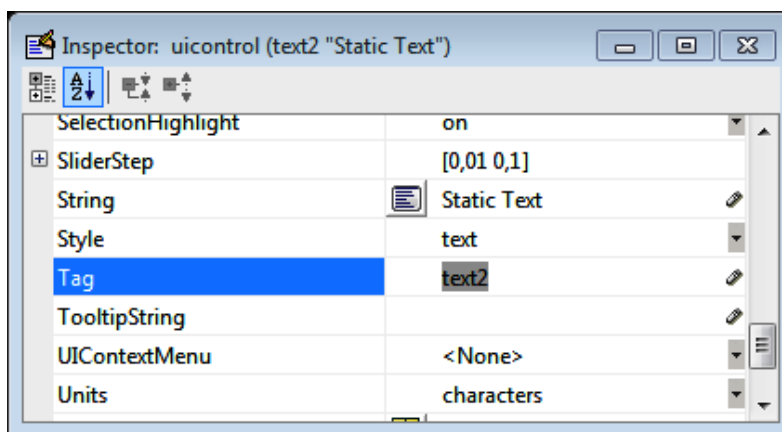 Inspector: uicontrol (text2 "Static Text")
SelectionHighlight on
SliderStep [0,01 0,1]
String Static Text
Style text
Tag text2
TooltipString
UIContextMenu <None>
Units characters